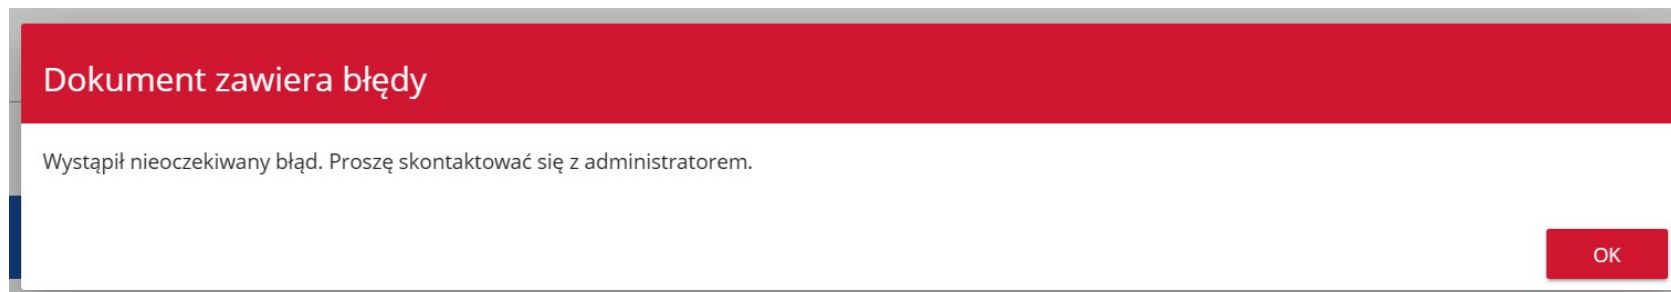 Dokument zawiera błędy
Wystąpił nieoczekiwany błąd. Proszę skontaktować się z administratorem.
OK